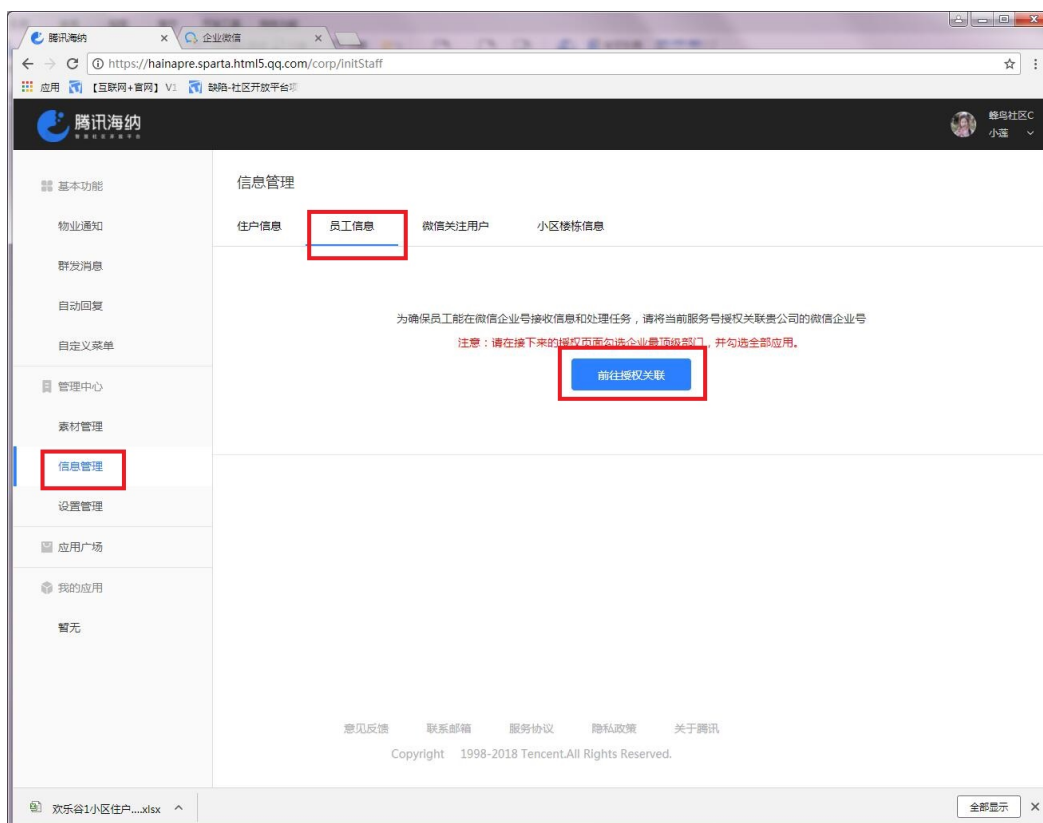 腾讯海纳
企业微信
https://hainapre.sparta.html5.qq.com/corp/initStaff
应用 【互联网+官网】V1. 缺陷-社区开放平台项
腾讯海纳
蜂鸟社区C
小莲
基本功能
物业通知
群发消息
自动回复
自定义菜单
管理中心
素材管理
信息管理
设置管理
应用广场
我的应用
暂无
信息管理
住户信息 员工信息 微信关注用户 小区楼栋信息
为确保员工能在微信企业号接收信息和处理任务，请将当前服务号授权关联贵公司的微信企业号
注意：请在接下来的授权页面勾选企业最顶级部门，并勾选全部应用。
前往授权关联
意见反馈 联系邮箱 服务协议 隐私政策 关于腾讯
Copyright 1998-2018 Tencent.All Rights Reserved.
欢乐谷1小区住户....xlsx
全部显示